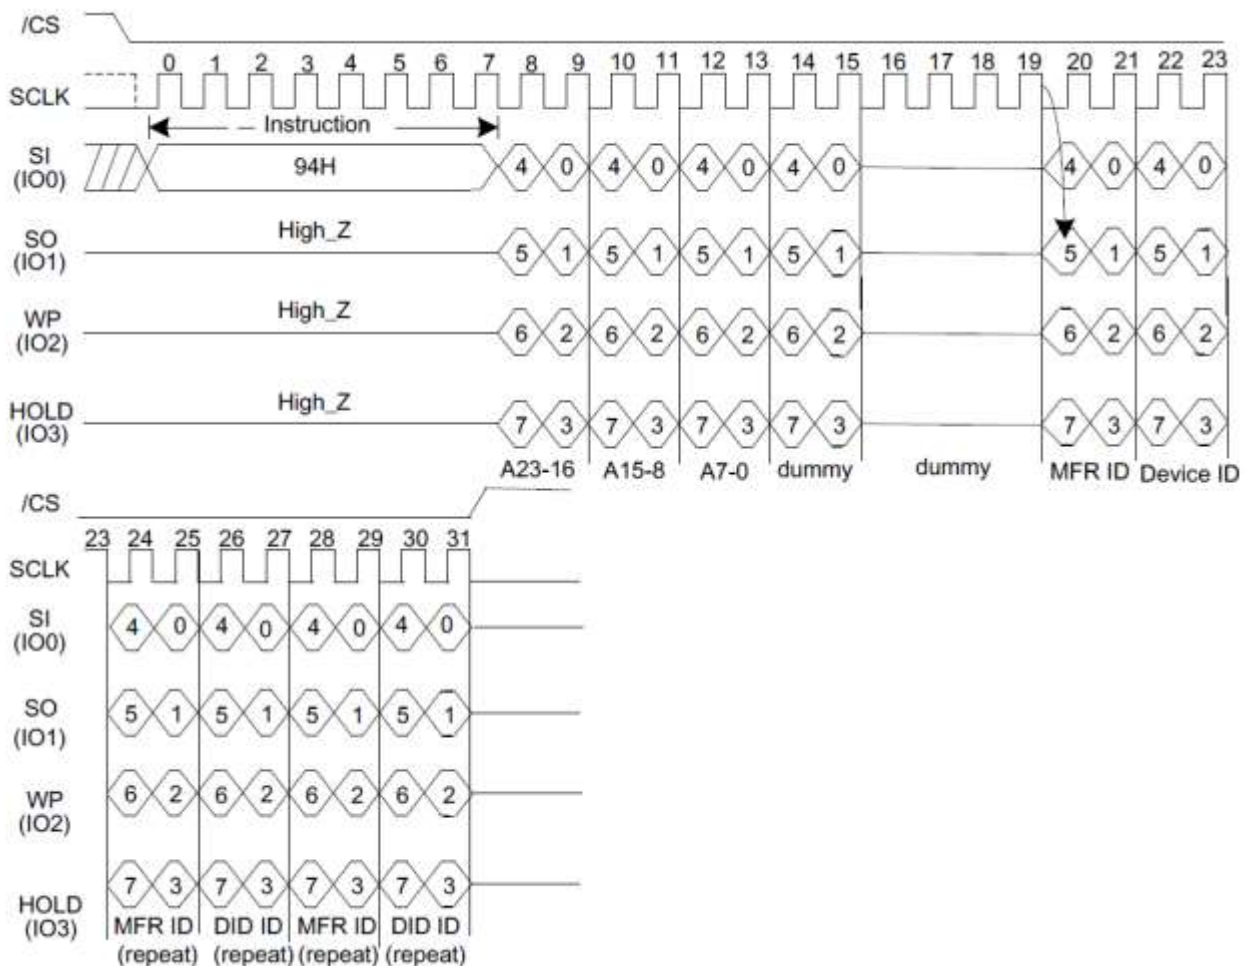 /CS
0 1 2 3 4 5 6 7 8 9 10 11 12 13 14 15 16 17 18 19 20 21 22 23
SCLK
Instruction
SI
(IO0)
94H 4 0 4 0 4 0 4 0 4 0 4 0
SO
(IO1)
High_Z 5 1 5 1 5 1 5 1 5 1 5 1
WP
(IO2)
High_Z 6 2 6 2 6 2 6 2 6 2 6 2
HOLD
(IO3)
High_Z 7 3 7 3 7 3 7 3 7 3 7 3
A23-16 A15-8 A7-0 dummy dummy MFR ID Device ID
/CS
23 24 25 26 27 28 29 30 31
SCLK
SI
(IO0)
4 0 4 0 4 0 4 0
SO
(IO1)
5 1 5 1 5 1 5 1
WP
(IO2)
6 2 6 2 6 2 6 2
HOLD
(IO3)
7 3 7 3 7 3 7 3
MFR ID DID ID MFR ID DID ID
(repeat) (repeat) (repeat) (repeat)